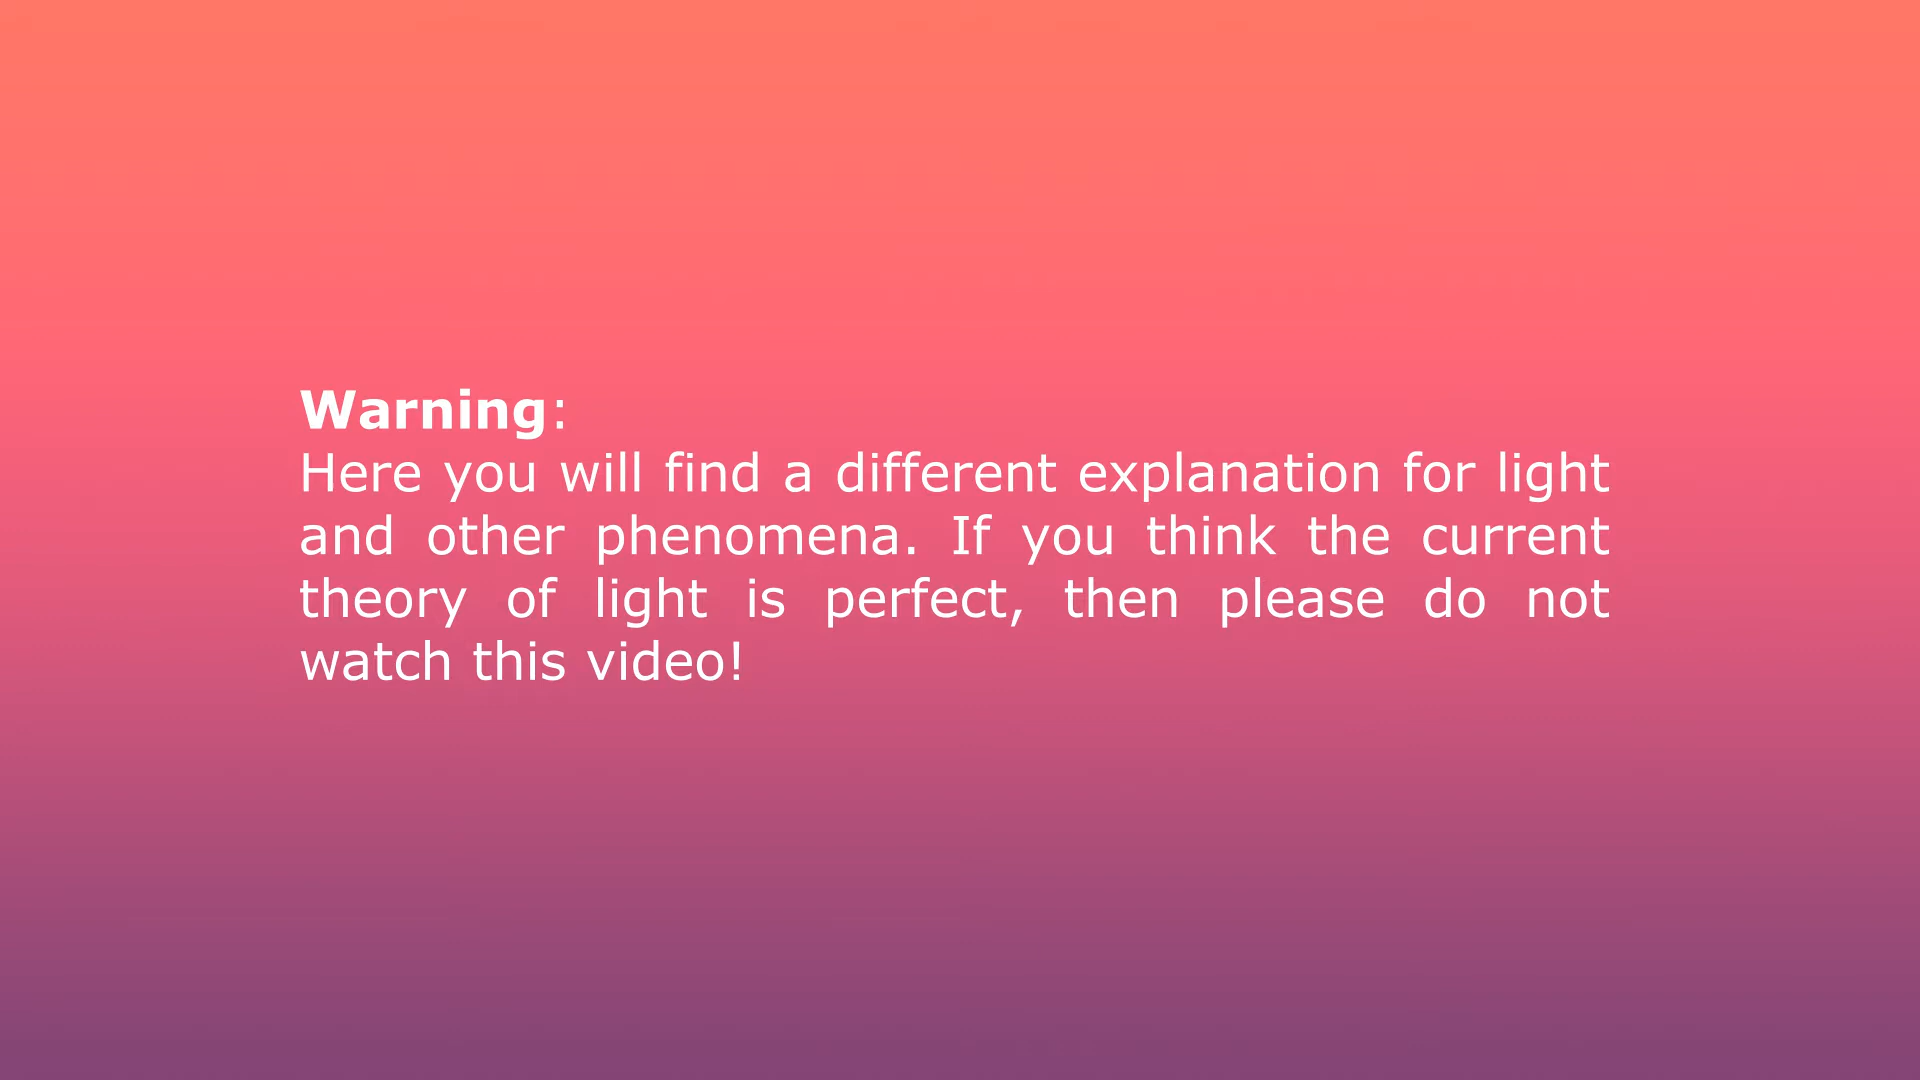 Warning:
Here you will find a different explanation for light
and other phenomena. If you think the current
theory of light is perfect, then please do not
watch this video!